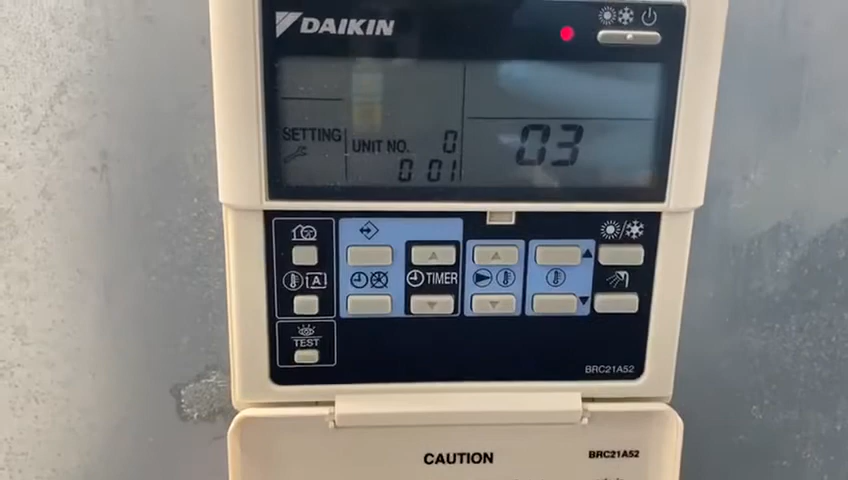 DAIKIN
SETTING
UNIT NO. 0
0 01
03
A
TIMER
TEST
BRC21A52
CAUTION
BRC21A52